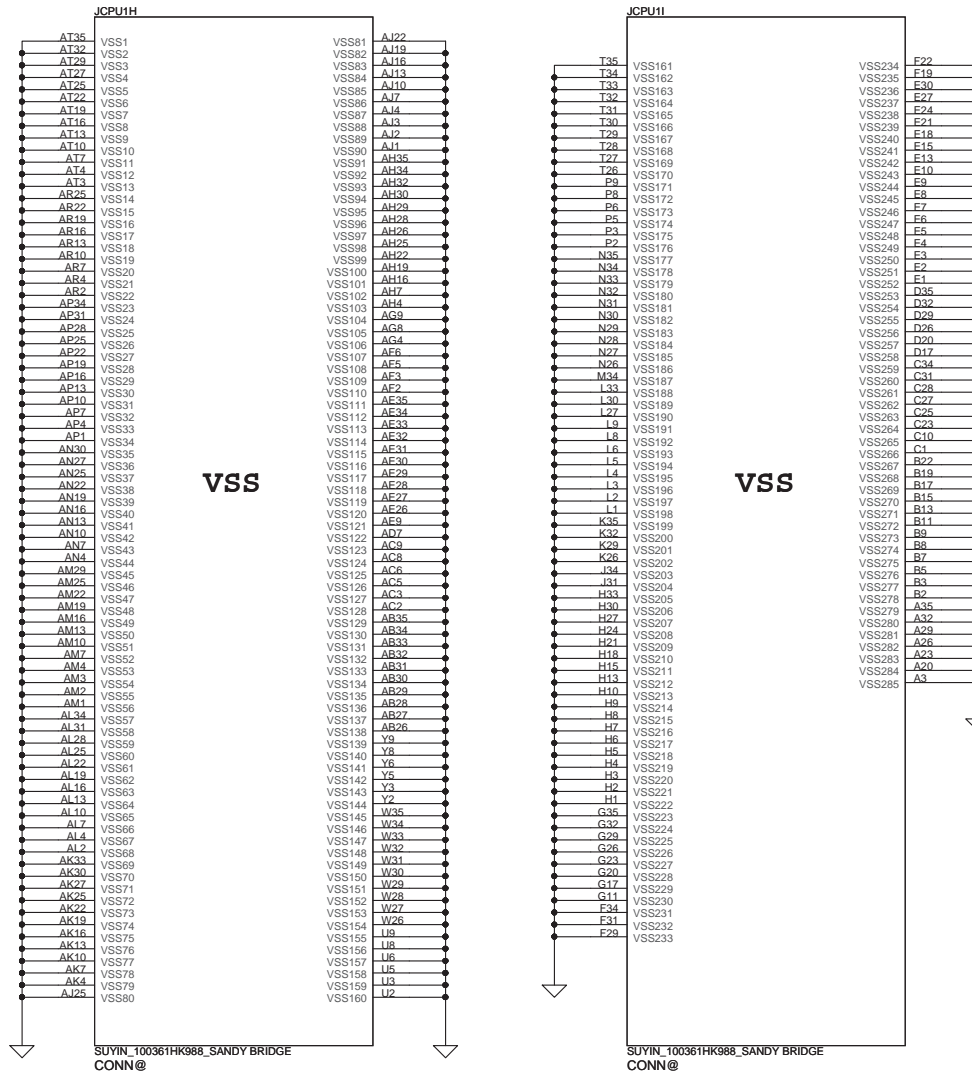 JCPU1H
AT35 VSS1 VSS81 AJ22
AT32 VSS2 VSS82 AJ19
AT29 VSS3 VSS83 AJ16
AT27 VSS4 VSS84 AJ13
AT25 VSS5 VSS85 AJ10
AT22 VSS6 VSS86 AJ7
AT19 VSS7 VSS87 AJ4
AT16 VSS8 VSS88 AJ3
AT13 VSS9 VSS89 AJ2
AT10 VSS10 VSS90 AJ1
AT7 VSS11 VSS91 AH35
AT4 VSS12 VSS92 AH34
AT3 VSS13 VSS93 AH32
AR25 VSS14 VSS94 AH30
AR22 VSS15 VSS95 AH29
AR19 VSS16 VSS96 AH28
AR16 VSS17 VSS97 AH26
AR13 VSS18 VSS98 AH25
AR10 VSS19 VSS99 AH22
AR7 VSS20 VSS100 AH19
AR4 VSS21 VSS101 AH16
AR2 VSS22 VSS102 AH7
AP34 VSS23 VSS103 AH4
AP31 VSS24 VSS104 AG9
AP28 VSS25 VSS105 AG8
AP25 VSS26 VSS106 AG4
AP22 VSS27 VSS107 AF6
AP19 VSS28 VSS108 AF5
AP16 VSS29 VSS109 AF3
AP13 VSS30 VSS110 AF2
AP10 VSS31 VSS111 AE35
AP7 VSS32 VSS112 AE34
AP4 VSS33 VSS113 AE33
AP1 VSS34 VSS114 AE32
AN30 VSS35 VSS115 AE31
AN27 VSS36 VSS116 AE30
AN25 VSS37 VSS117 AE29
AN22 VSS38 VSS118 AE28
AN19 VSS39 VSS119 AE27
AN16 VSS40 VSS120 AE26
AN13 VSS41 VSS121 AE9
AN10 VSS42 VSS122 AD7
AN7 VSS43 VSS123 AC9
AN4 VSS44 VSS124 AC8
AM29 VSS45 VSS125 AC6
AM25 VSS46 VSS126 AC5
AM22 VSS47 VSS127 AC3
AM19 VSS48 VSS128 AC2
AM16 VSS49 VSS129 AB35
AM13 VSS50 VSS130 AB34
AM10 VSS51 VSS131 AB33
AM7 VSS52 VSS132 AB32
AM4 VSS53 VSS133 AB31
AM3 VSS54 VSS134 AB30
AM2 VSS55 VSS135 AB29
AM1 VSS56 VSS136 AB28
AL34 VSS57 VSS137 AB27
AL31 VSS58 VSS138 AB26
AL28 VSS59 VSS139 Y9
AL25 VSS60 VSS140 Y8
AL22 VSS61 VSS141 Y6
AL19 VSS62 VSS142 Y5
AL16 VSS63 VSS143 Y3
AL13 VSS64 VSS144 Y2
AL10 VSS65 VSS145 W35
AL7 VSS66 VSS146 W34
AL4 VSS67 VSS147 W33
AL2 VSS68 VSS148 W32
AK33 VSS69 VSS149 W31
AK30 VSS70 VSS150 W30
AK27 VSS71 VSS151 W29
AK25 VSS72 VSS152 W28
AK22 VSS73 VSS153 W27
AK19 VSS74 VSS154 W26
AK16 VSS75 VSS155 U9
AK13 VSS76 VSS156 U8
AK10 VSS77 VSS157 U6
AK7 VSS78 VSS158 U5
AK4 VSS79 VSS159 U3
AJ25 VSS80 VSS160 U2
VSS
SUYIN_100361HK988_SANDY BRIDGE
CONN@
JCPU1I
T35 VSS161 VSS234 F22
T34 VSS162 VSS235 F19
T33 VSS163 VSS236 E30
T32 VSS164 VSS237 E27
T31 VSS165 VSS238 E24
T30 VSS166 VSS239 E21
T29 VSS167 VSS240 E18
T28 VSS168 VSS241 E15
T27 VSS169 VSS242 E13
T26 VSS170 VSS243 E10
P9 VSS171 VSS244 E9
P8 VSS172 VSS245 E8
P6 VSS173 VSS246 E7
P5 VSS174 VSS247 E6
P3 VSS175 VSS248 E5
P2 VSS176 VSS249 E4
N35 VSS177 VSS250 E3
N34 VSS178 VSS251 E2
N33 VSS179 VSS252 E1
N32 VSS180 VSS253 D35
N31 VSS181 VSS254 D32
N30 VSS182 VSS255 D29
N29 VSS183 VSS256 D26
N28 VSS184 VSS257 D20
N27 VSS185 VSS258 D17
N26 VSS186 VSS259 C34
M34 VSS187 VSS260 C31
L33 VSS188 VSS261 C28
L30 VSS189 VSS262 C27
L27 VSS190 VSS263 C25
L9 VSS191 VSS264 C23
L8 VSS192 VSS265 C10
L6 VSS193 VSS266 C1
L5 VSS194 VSS267 B22
L4 VSS195 VSS268 B19
L3 VSS196 VSS269 B17
L2 VSS197 VSS270 B15
L1 VSS198 VSS271 B13
K35 VSS199 VSS272 B11
K32 VSS200 VSS273 B9
K29 VSS201 VSS274 B8
K26 VSS202 VSS275 B7
J34 VSS203 VSS276 B5
J31 VSS204 VSS277 B3
H33 VSS205 VSS278 B2
H30 VSS206 VSS279 A35
H27 VSS207 VSS280 A32
H24 VSS208 VSS281 A29
H21 VSS209 VSS282 A26
H18 VSS210 VSS283 A23
H15 VSS211 VSS284 A20
H13 VSS212 VSS285 A3
H10 VSS213
H9 VSS214
H8 VSS215
H7 VSS216
H6 VSS217
H5 VSS218
H4 VSS219
H3 VSS220
H2 VSS221
H1 VSS222
G35 VSS223
G32 VSS224
G29 VSS225
G26 VSS226
G23 VSS227
G20 VSS228
G17 VSS229
G11 VSS230
F34 VSS231
F31 VSS232
F29 VSS233
VSS
SUYIN_100361HK988_SANDY BRIDGE
CONN@